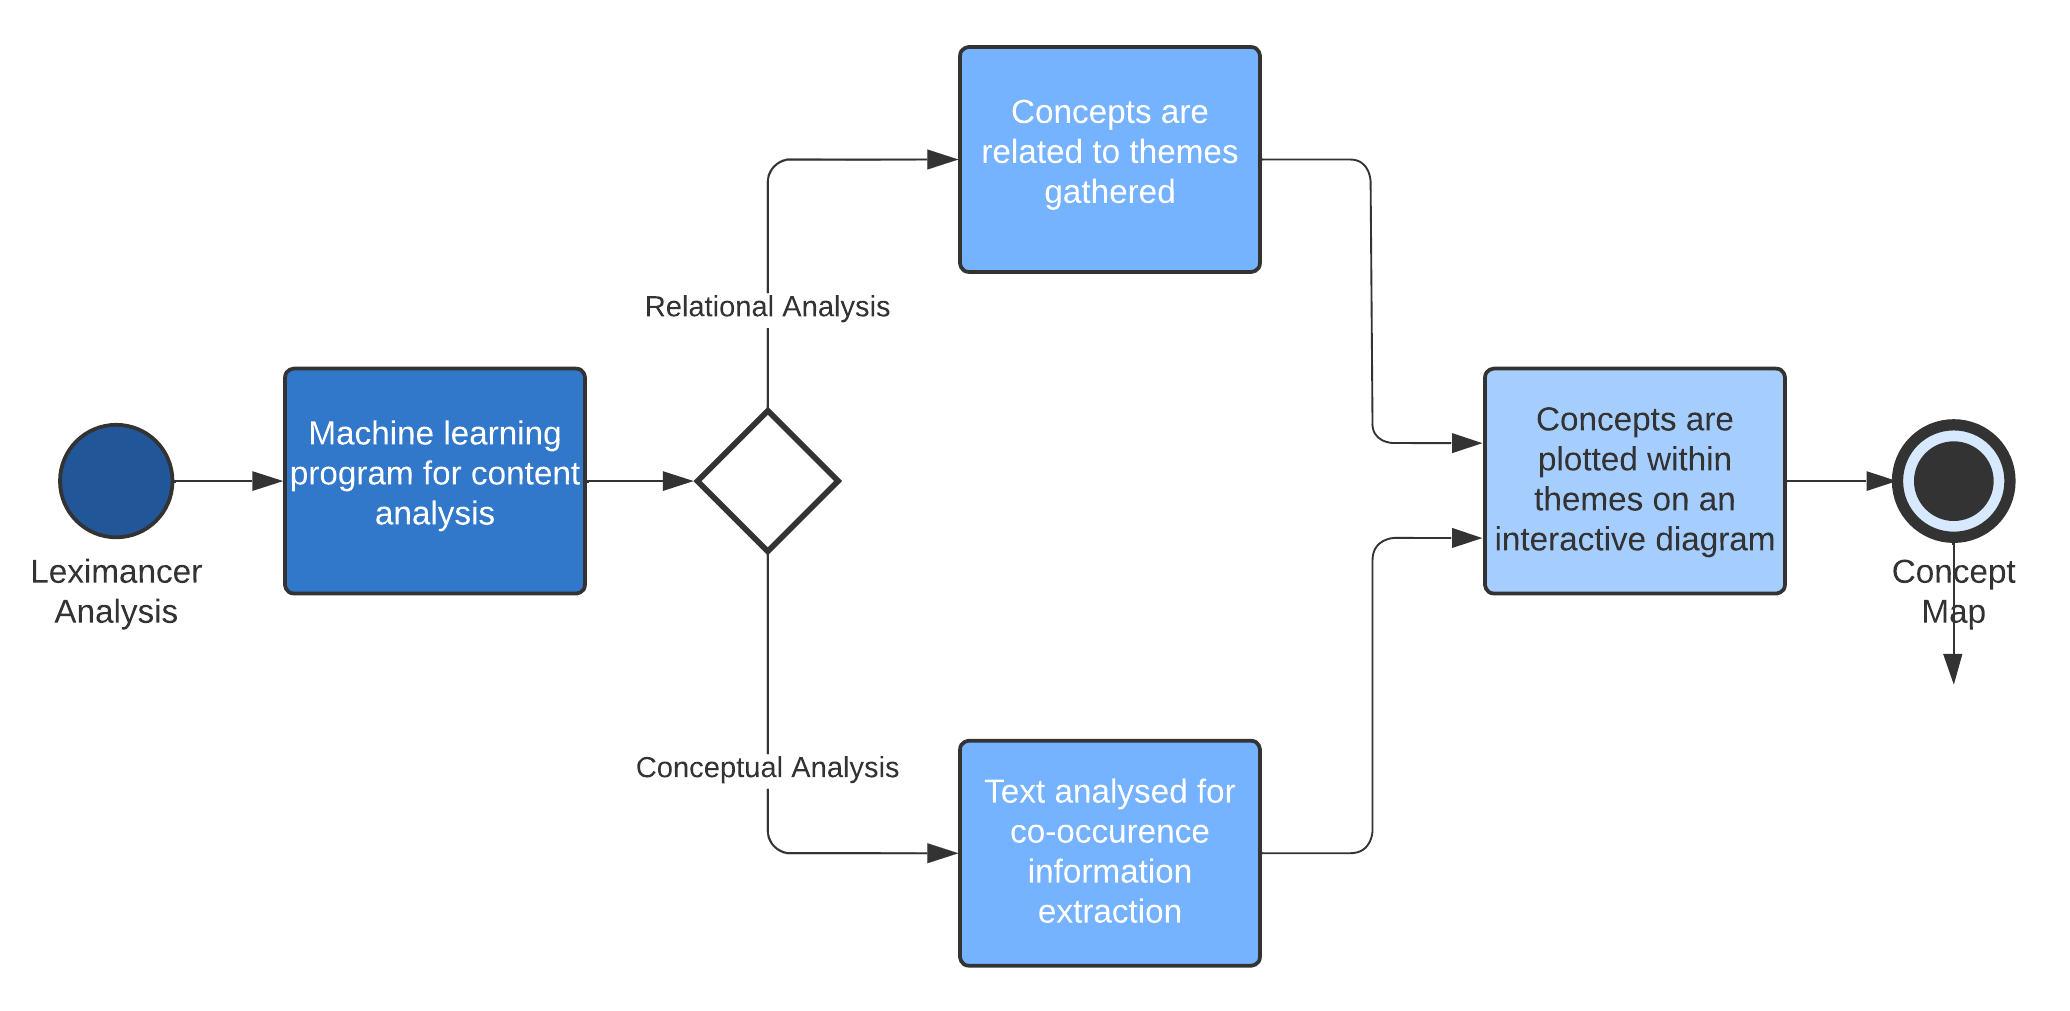 Leximancer
Analysis
Machine learning
program for content
analysis
Relational Analysis
Conceptual Analysis
Concepts are
related to themes
gathered
Text analysed for
co-occurence
information
extraction
Concepts are
plotted within
themes on an
interactive diagram
Concept
Map